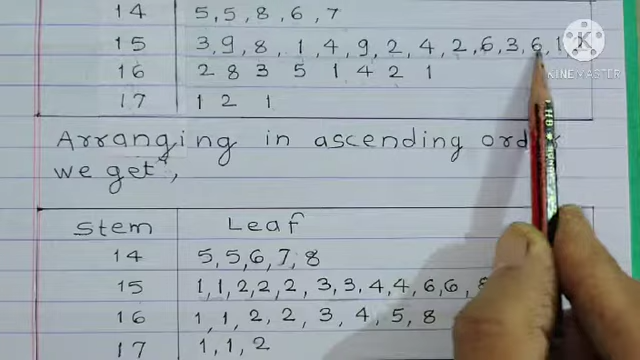 14 5, 5, 8, 6, 7
15 3, 9, 8, 1, 4, 9, 2, 4, 2, 6, 3, 6, 1, 2
16 2 8 3 5 1 4 2 1
17 1 2 1
KINEMASTER
HB
Arranging in ascending order
we get,
Stem Leaf
14 5, 5, 6, 7, 8
15 1, 1, 2, 2, 2, 3, 3, 4, 4, 6, 6, 8
16 1, 1, 2, 2, 3, 4, 5, 8
17 1, 1, 2